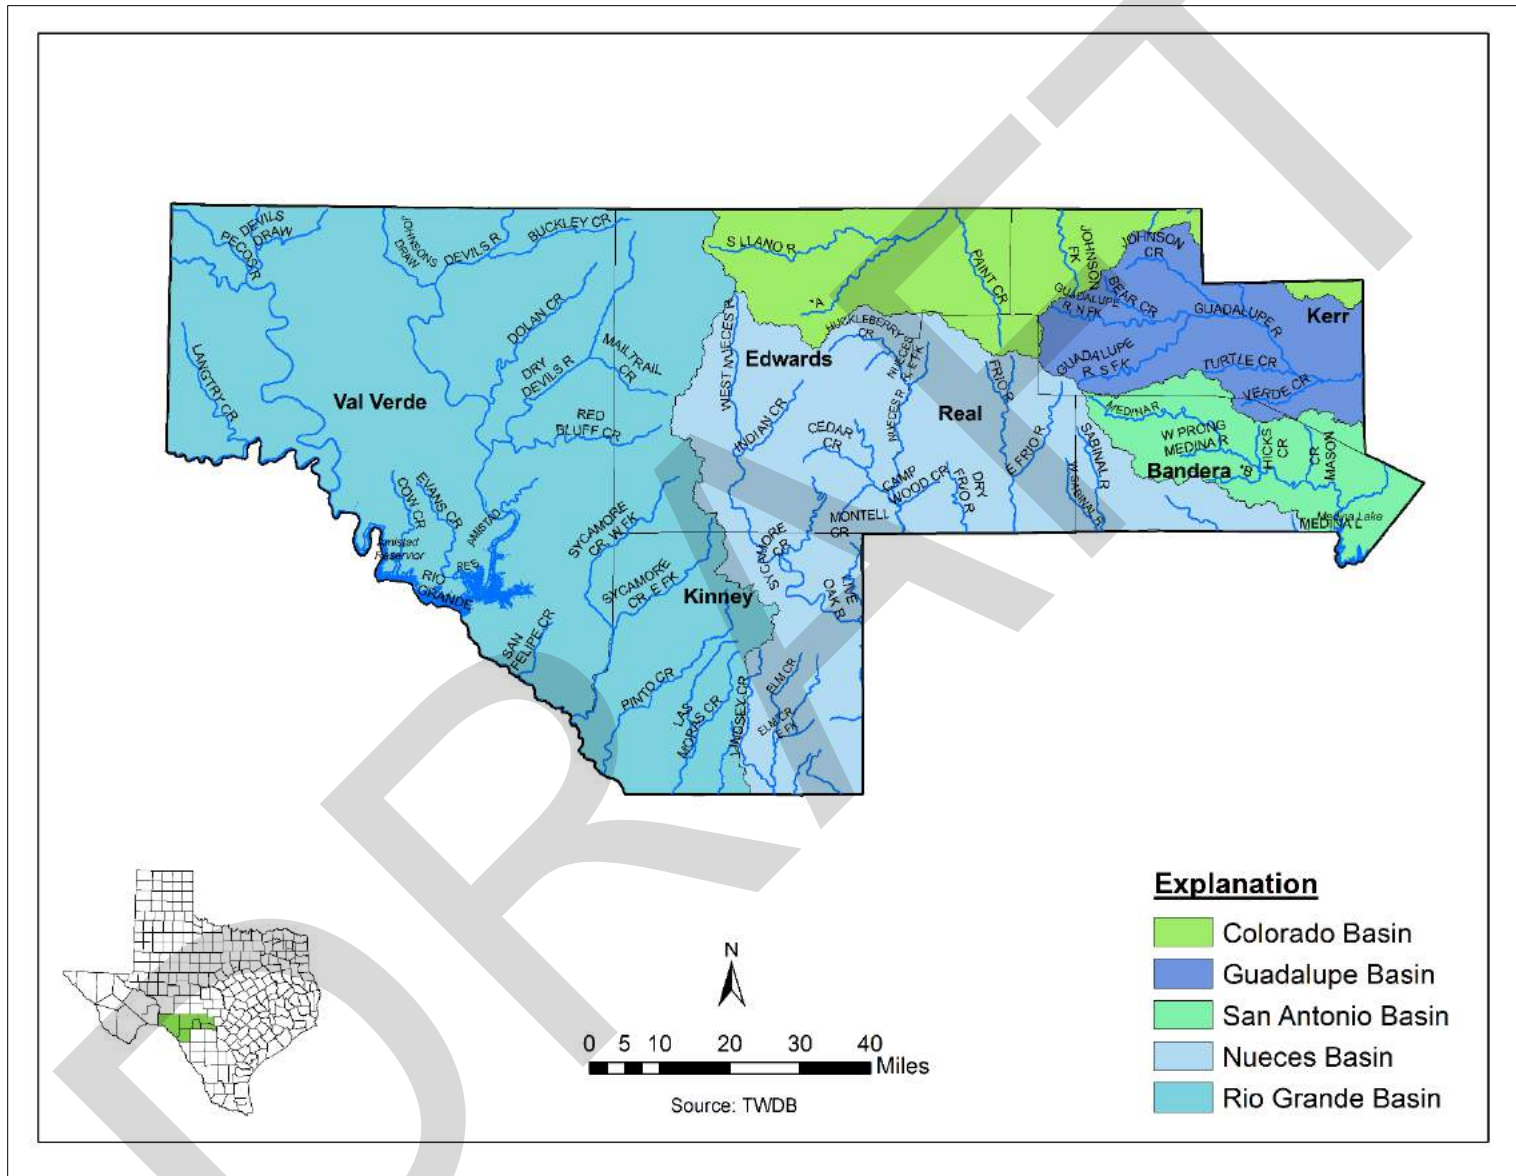 DRAFT
DEVILS
DRAW
PECOS R
JOHNSONS
DRAW
DEVILS R
BUCKLEY CR
S LLANO R
PAINT CR
JOHNSON
FK
JOHNSON
CR
BEAR CR
GUADALUPE
R, N FK
GUADALUPE R
Kerr
*A
DOLAN CR
LANGTRY CR
DRY
DEVILS R
MAILTRAIL
CR
WEST NUECES R
HUCKLEBERRY
CR
NUECES
R, E FK
Edwards
FRIO R
GUADALUPE
R, S FK
TURTLE CR
VERDE CR
Val Verde
RED
BLUFF CR
INDIAN CR
CEDAR
CR
NUECES R
Real
MEDINA R
W PRONG
MEDINA R
HICKS
CR
MASON
CR
Bandera
*B
E FRIO R
SABINAL R
W SABINAL R
CAMP
WOOD CR
DRY
FRIO R
MONTELL
CR
EVANS CR
COW CR
AMISTAD
RES
Amistad
Reservoir
RIO
GRANDE
SYCAMORE
CR, W FK
SYCAMORE
CR, E FK
SYCAMORE
CR
LIVE
OAK R
Medina Lake
MEDINA L
Kinney
SAN
FELIPE CR
PINTO CR
LAS
MORAS CR
LINDSEY CR
ELM CR
ELM CR
E FK
Explanation
Colorado Basin
Guadalupe Basin
San Antonio Basin
Nueces Basin
Rio Grande Basin
N
0 5 10 20 30 40
Miles
Source: TWDB